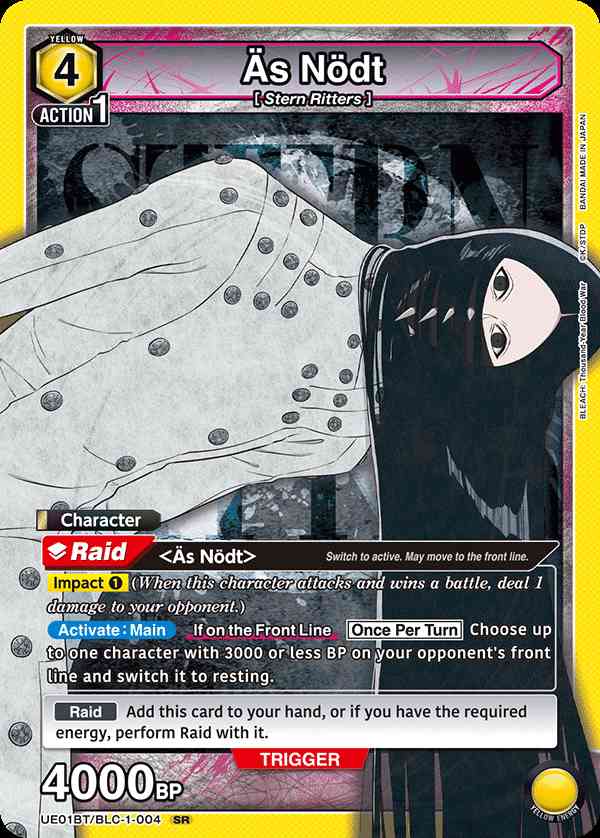 YELLOW
4
ACTION 1
Äs Nödt
[ Stern Ritters ]
STERN
BLEACH: Thousand-Year Blood War ©K/STDP BANDAI MADE IN JAPAN
Character
Raid <Äs Nödt> Switch to active. May move to the front line.
Impact 1 (When this character attacks and wins a battle, deal 1
damage to your opponent.)
Activate:Main If on the Front Line Once Per Turn Choose up
to one character with 3000 or less BP on your opponent's front
line and switch it to resting.
Raid Add this card to your hand, or if you have the required
energy, perform Raid with it.
TRIGGER
4000BP
UE01BT/BLC-1-004 SR
YELLOW ENERGY